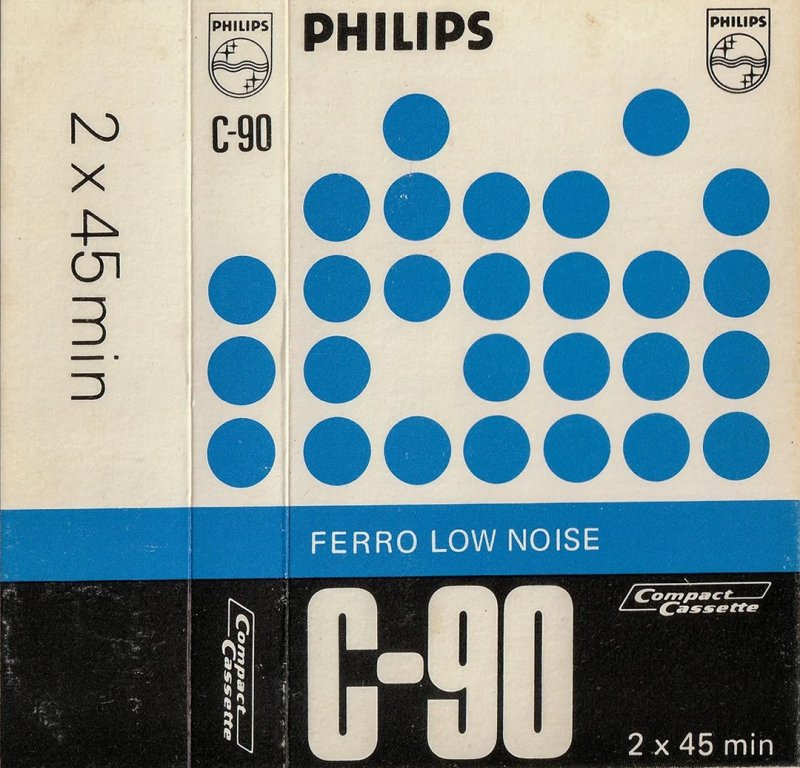 2 x 45 min
PHILIPS
C-90
Compact
Cassette
PHILIPS
PHILIPS
FERRO LOW NOISE
C-90
Compact
Cassette
2 x 45 min